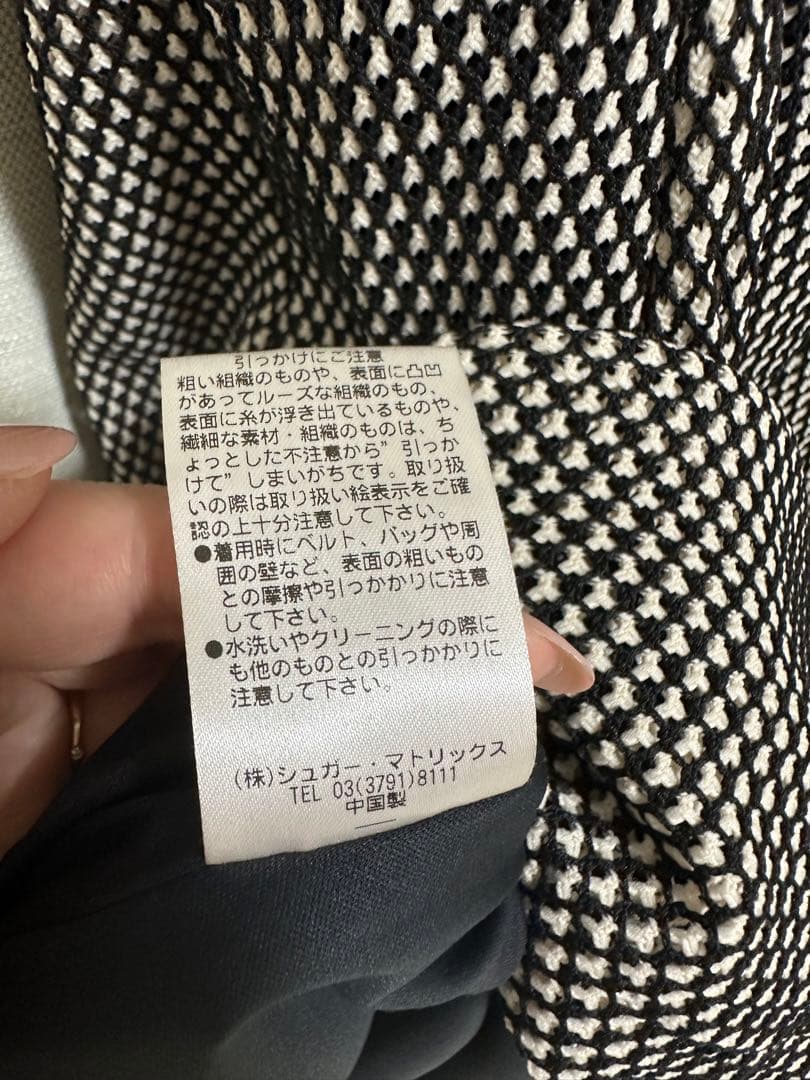 引っかけにご注意
粗い組織のものや、表面に凸凹
があってルーズな組織のもの、
表面に糸が浮き出ているものや、
繊細な素材・組織のものは、ち
ょっとした不注意から”引っか
けて”しまいがちです。取り扱
いの際は取り扱い絵表示をご確
認の上十分注意して下さい。
●着用時にベルト、バッグや周
囲の壁など、表面の粗いもの
との摩擦や引っかかりに注意
して下さい。
●水洗いやクリーニングの際に
も他のものとの引っかかりに
注意して下さい。
(株)シュガー・マトリックス
TEL 03(3791)8111
中国製